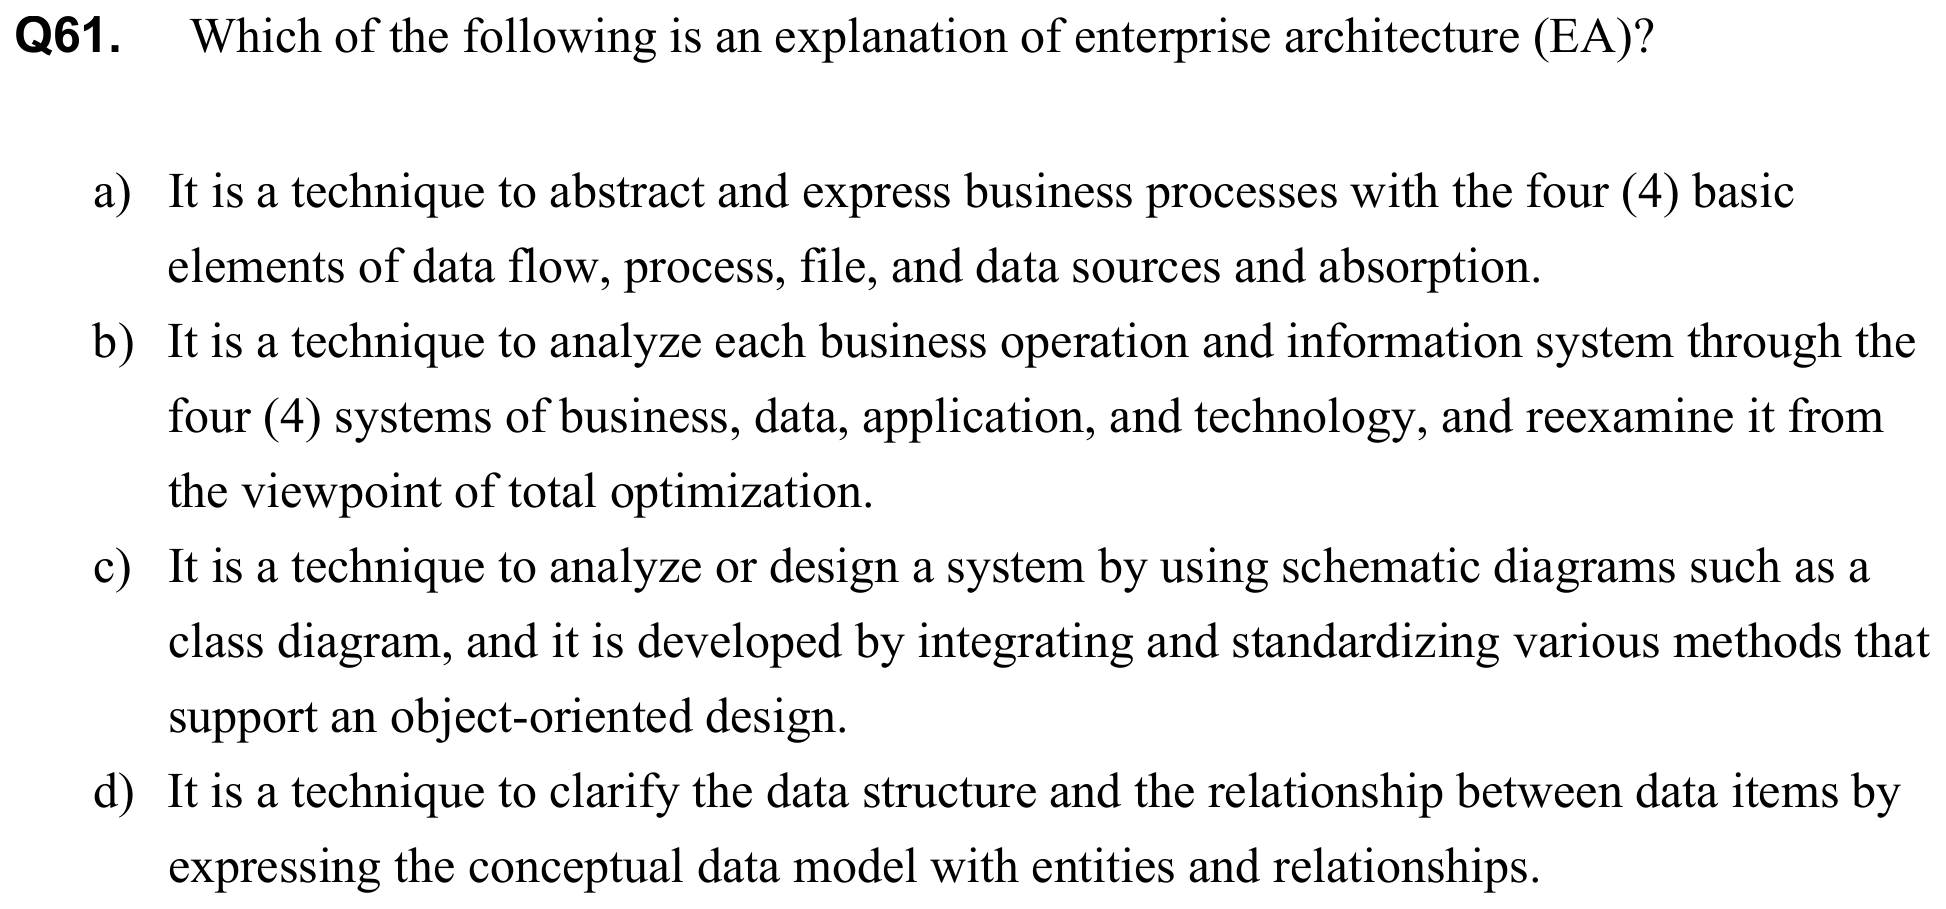 Q61. Which of the following is an explanation of enterprise architecture (EA)?
a) It is a technique to abstract and express business processes with the four (4) basic
elements of data flow, process, file, and data sources and absorption.
b) It is a technique to analyze each business operation and information system through the
four (4) systems of business, data, application, and technology, and reexamine it from
the viewpoint of total optimization.
c) It is a technique to analyze or design a system by using schematic diagrams such as a
class diagram, and it is developed by integrating and standardizing various methods that
support an object-oriented design.
d) It is a technique to clarify the data structure and the relationship between data items by
expressing the conceptual data model with entities and relationships.